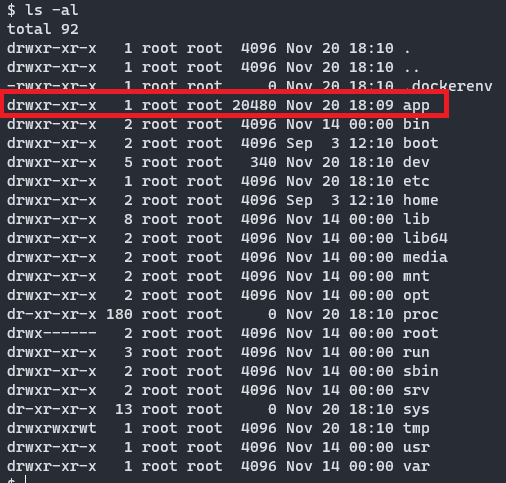 $ ls -al
total 92
drwxr-xr-x   1 root root  4096 Nov 20 18:10 .
drwxr-xr-x   1 root root  4096 Nov 20 18:10 ..
-rwxr-xr-x   1 root root     0 Nov 20 18:10 .dockerenv
drwxr-xr-x   1 root root 20480 Nov 20 18:09 app
drwxr-xr-x   2 root root  4096 Nov 14 00:00 bin
drwxr-xr-x   2 root root  4096 Sep  3 12:10 boot
drwxr-xr-x   5 root root   340 Nov 20 18:10 dev
drwxr-xr-x   1 root root  4096 Nov 20 18:10 etc
drwxr-xr-x   2 root root  4096 Sep  3 12:10 home
drwxr-xr-x   8 root root  4096 Nov 14 00:00 lib
drwxr-xr-x   2 root root  4096 Nov 14 00:00 lib64
drwxr-xr-x   2 root root  4096 Nov 14 00:00 media
drwxr-xr-x   2 root root  4096 Nov 14 00:00 mnt
drwxr-xr-x   2 root root  4096 Nov 14 00:00 opt
dr-xr-xr-x 180 root root     0 Nov 20 18:10 proc
drwx------   2 root root  4096 Nov 14 00:00 root
drwxr-xr-x   3 root root  4096 Nov 14 00:00 run
drwxr-xr-x   2 root root  4096 Nov 14 00:00 sbin
drwxr-xr-x   2 root root  4096 Nov 14 00:00 srv
dr-xr-xr-x  13 root root     0 Nov 20 18:10 sys
drwxrwxrwt   1 root root  4096 Nov 20 18:10 tmp
drwxr-xr-x   1 root root  4096 Nov 14 00:00 usr
drwxr-xr-x   1 root root  4096 Nov 14 00:00 var
$